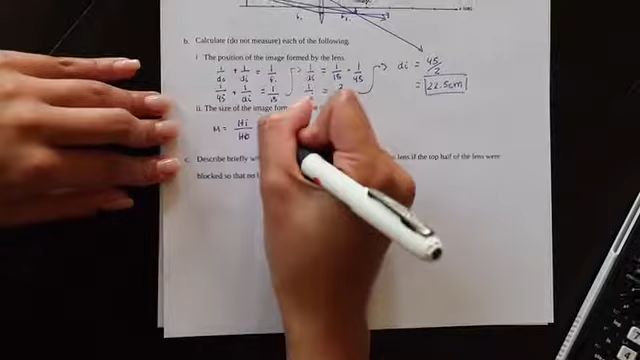 b. Calculate (do not measure) each of the following.
i The position of the image formed by the lens.
1/do + 1/di = 1/f
1/di = 1/15 - 1/45
di = 45/2
1/45 + 1/di = 1/15
= 22.5cm
ii. The size of the image formed
M = Hi/Ho
c. Describe briefly lens if the top half of the lens were
blocked so that no